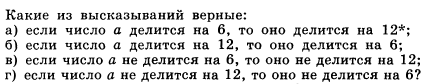 Какие из высказываний верные:
а) если число a делится на 6, то оно делится на 12*;
б) если число a делится на 12, то оно делится на 6;
в) если число a не делится на 6, то оно не делится на 12;
г) если число a не делится на 12, то оно не делится на 6?